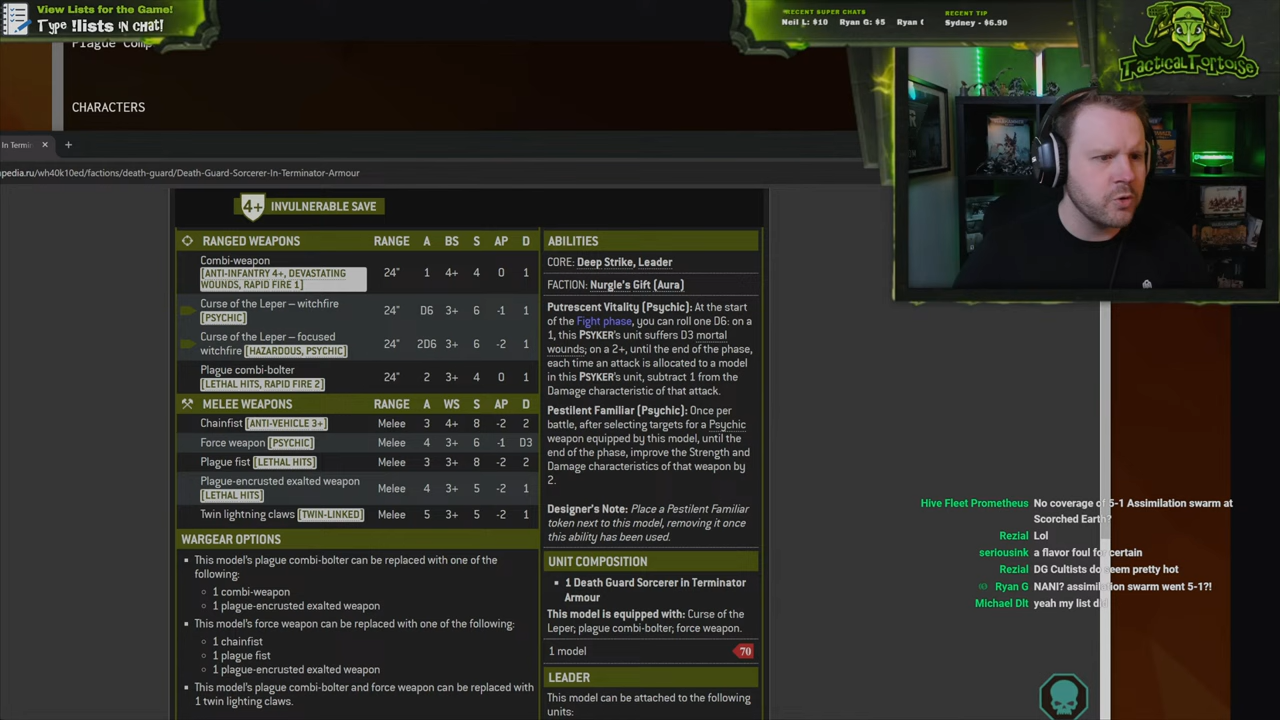 View Lists for the Game!
Type !lists in chat!
RECENT SUPER CHATS
Neil L: $10 Ryan G: $5 Ryan
RECENT TIP
Sydney - $6.90
TacticalTortoise
Plague Comp
CHARACTERS
In Termi
pedia.ru/wh40k10ed/factions/death-guard/Death-Guard-Sorcerer-In-Terminator-Armour
4+ INVULNERABLE SAVE
RANGED WEAPONS RANGE A BS S AP D
Combi-weapon
[ANTI-INFANTRY 4+, DEVASTATING
WOUNDS, RAPID FIRE 1]
24" 1 4+ 4 0 1
Curse of the Leper – witchfire
[PSYCHIC]
24" D6 3+ 6 -1 1
Curse of the Leper – focused
witchfire [HAZARDOUS, PSYCHIC]
24" 2D6 3+ 6 -2 1
Plague combi-bolter
[LETHAL HITS, RAPID FIRE 2]
24" 2 3+ 4 0 1
MELEE WEAPONS RANGE A WS S AP D
Chainfist [ANTI-VEHICLE 3+] Melee 3 4+ 8 -2 2
Force weapon [PSYCHIC] Melee 4 3+ 6 -1 D3
Plague fist [LETHAL HITS] Melee 3 3+ 8 -2 2
Plague-encrusted exalted weapon
[LETHAL HITS]
Melee 4 3+ 5 -2 1
Twin lightning claws [TWIN-LINKED] Melee 5 3+ 5 -2 1
WARGEAR OPTIONS
This model's plague combi-bolter can be replaced with one of the
following:
1 combi-weapon
1 plague-encrusted exalted weapon
This model's force weapon can be replaced with one of the following:
1 chainfist
1 plague fist
1 plague-encrusted exalted weapon
This model's plague combi-bolter and force weapon can be replaced with
1 twin lighting claws.
ABILITIES
CORE: Deep Strike, Leader
FACTION: Nurgle's Gift (Aura)
Putrescent Vitality (Psychic): At the start
of the Fight phase, you can roll one D6: on a
1, this PSYKER's unit suffers D3 mortal
wounds; on a 2+, until the end of the phase,
each time an attack is allocated to a model
in this PSYKER's unit, subtract 1 from the
Damage characteristic of that attack.
Pestilent Familiar (Psychic): Once per
battle, after selecting targets for a Psychic
weapon equipped by this model, until the
end of the phase, improve the Strength and
Damage characteristics of that weapon by
2.
Designer's Note: Place a Pestilent Familiar
token next to this model, removing it once
this ability has been used.
UNIT COMPOSITION
1 Death Guard Sorcerer in Terminator
Armour
This model is equipped with: Curse of the
Leper; plague combi-bolter; force weapon.
1 model 70
LEADER
This model can be attached to the following
units:
Hive Fleet Prometheus No coverage of 5-1 Assimilation swarm at
Scorched Earth?
Rezial Lol
seriousink a flavor foul for certain
Rezial DG Cultists do seem pretty hot
Ryan G NANI? assimilation swarm went 5-1?!
Michael Dlt yeah my list did